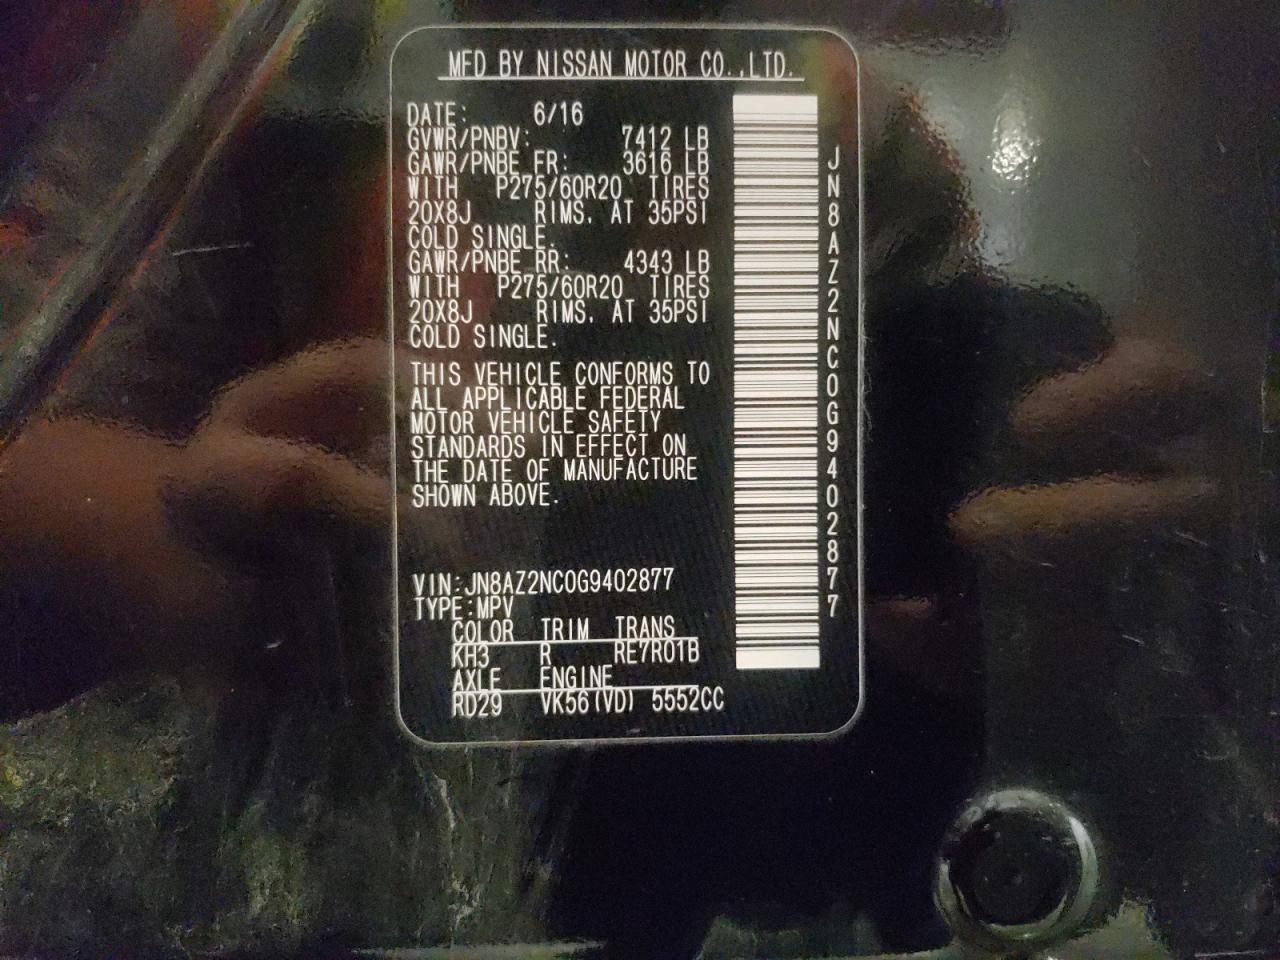 MFD BY NISSAN MOTOR CO.,LTD.
DATE: 6/16
GVWR/PNBV: 7412 LB
GAWR/PNBE FR: 3616 LB
WITH P275/60R20 TIRES
20X8J RIMS, AT 35PSI
COLD SINGLE.
GAWR/PNBE RR: 4343 LB
WITH P275/60R20 TIRES
20X8J RIMS, AT 35PSI
COLD SINGLE.
THIS VEHICLE CONFORMS TO
ALL APPLICABLE FEDERAL
MOTOR VEHICLE SAFETY
STANDARDS IN EFFECT ON
THE DATE OF MANUFACTURE
SHOWN ABOVE.
VIN:JN8AZ2NC0G9402877
TYPE:MPV
COLOR TRIM TRANS
KH3 R RE7R01B
AXLE ENGINE
RD29 VK56(VD) 5552CC
JN8AZ2NC0G9402877